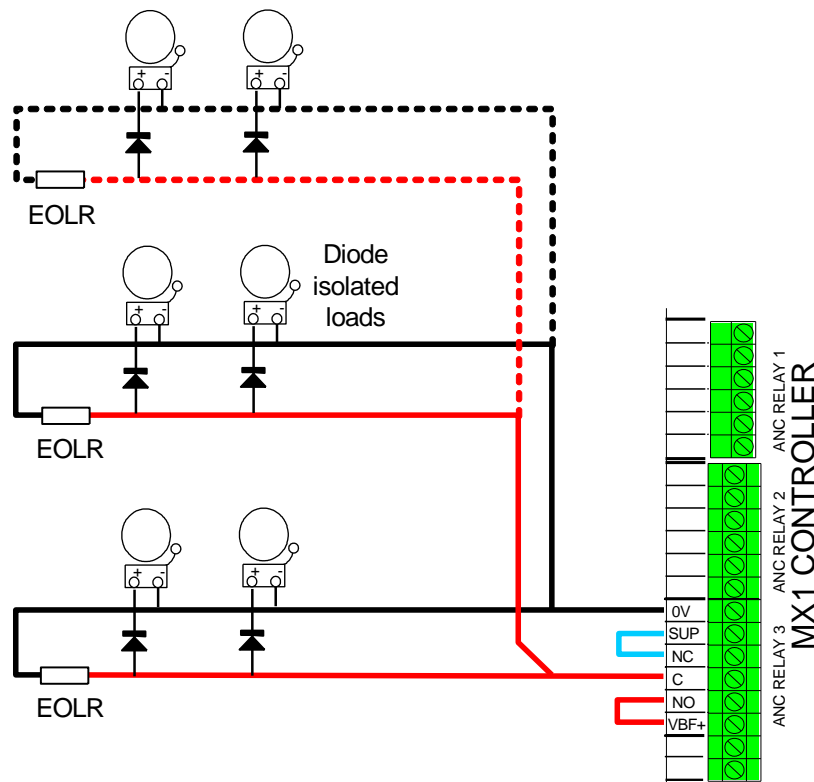 + -
+ -
EOLR
+ -
+ -
Diode
isolated
loads
EOLR
+ -
+ -
EOLR
0V
SUP
NC
C
NO
VBF+
ANC RELAY 1
ANC RELAY 2
ANC RELAY 3
MX1 CONTROLLER